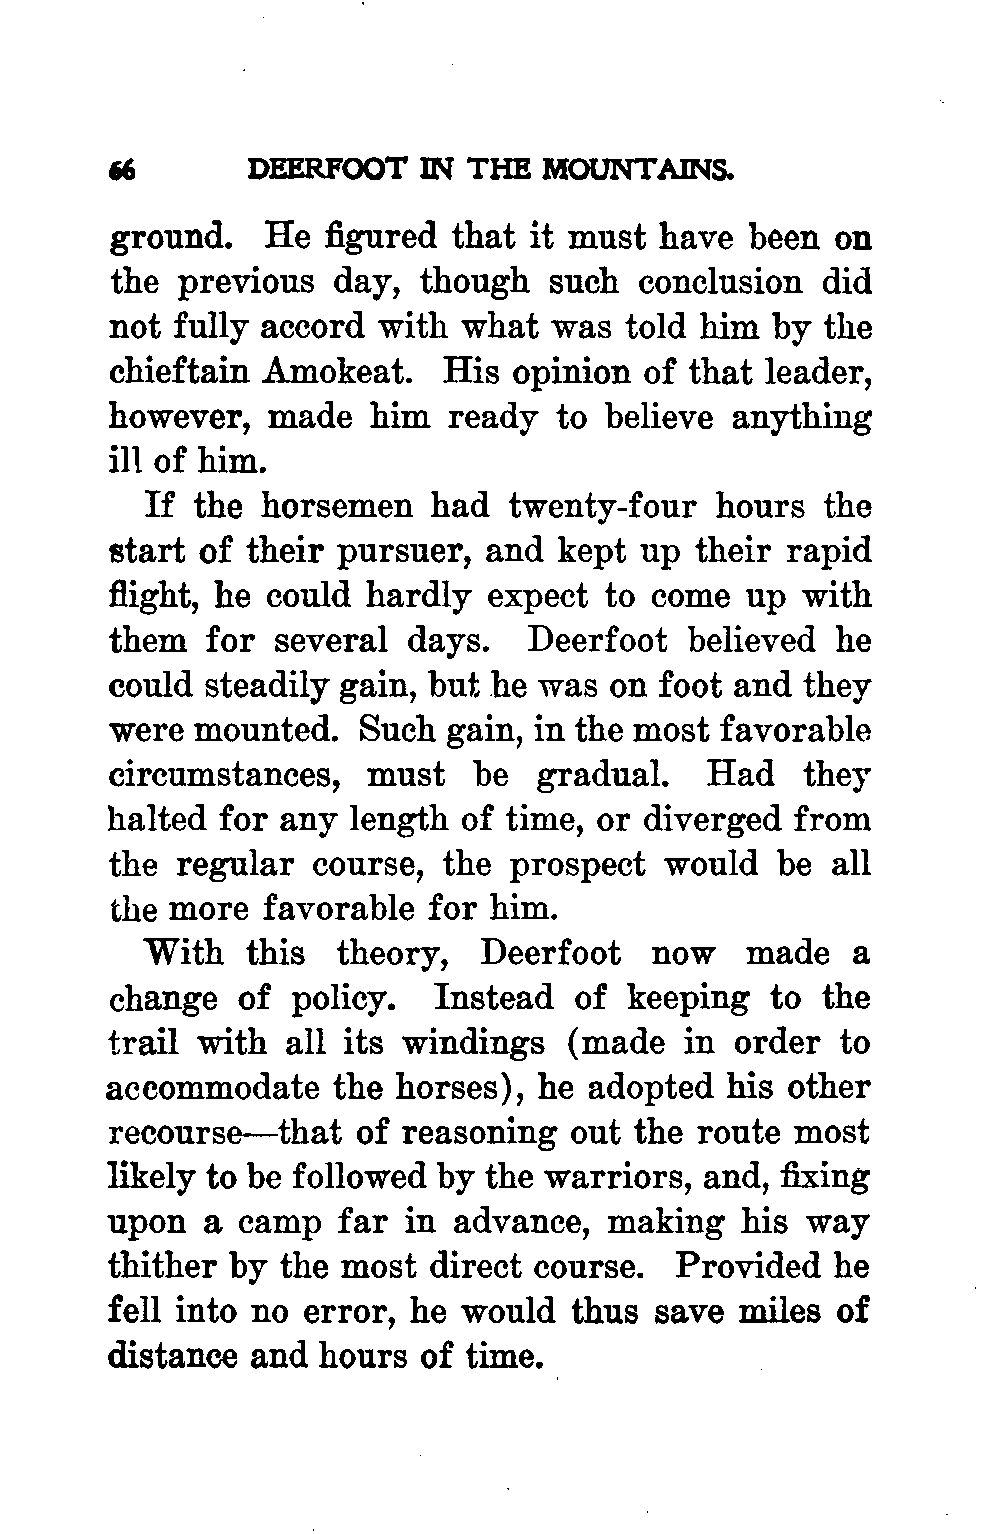 66 DEERFOOT IN THE MOUNTAINS.
ground. He figured that it must have been on
the previous day, though such conclusion did
not fully accord with what was told him by the
chieftain Amokeat. His opinion of that leader,
however, made him ready to believe anything
ill of him.
If the horsemen had twenty-four hours the
start of their pursuer, and kept up their rapid
flight, he could hardly expect to come up with
them for several days. Deerfoot believed he
could steadily gain, but he was on foot and they
were mounted. Such gain, in the most favorable
circumstances, must be gradual. Had they
halted for any length of time, or diverged from
the regular course, the prospect would be all
the more favorable for him.
With this theory, Deerfoot now made a
change of policy. Instead of keeping to the
trail with all its windings (made in order to
accommodate the horses), he adopted his other
recourse—that of reasoning out the route most
likely to be followed by the warriors, and, fixing
upon a camp far in advance, making his way
thither by the most direct course. Provided he
fell into no error, he would thus save miles of
distance and hours of time.